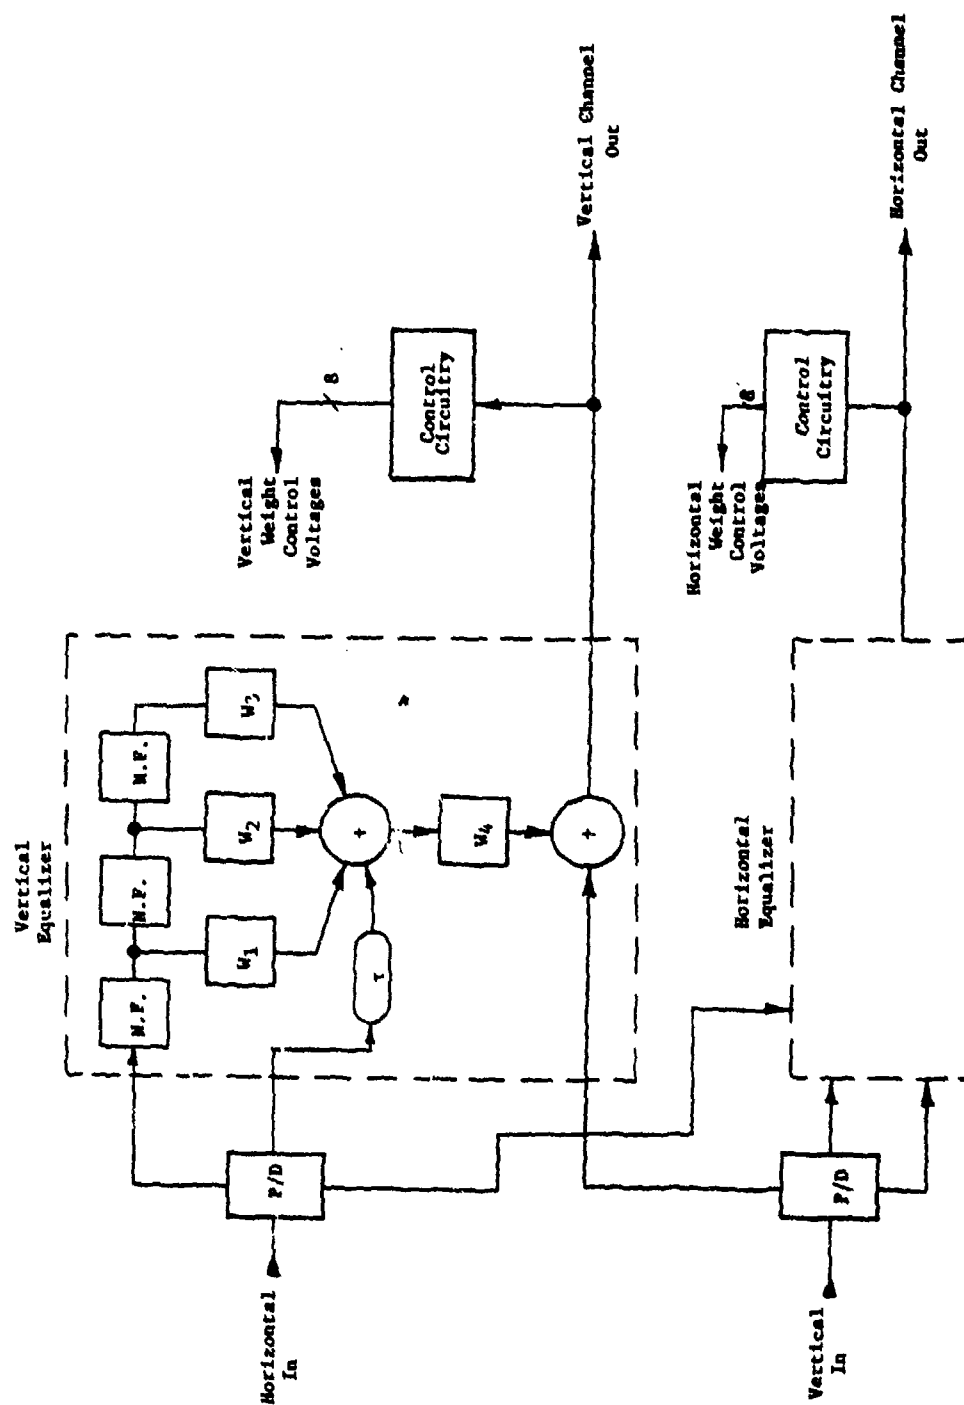 Vertical
Equalizer
M.F.
M.F.
M.F.
W1
W2
W3
+
τ
W4
+
P/D
Horizontal
In
Vertical
Weight
Control
Voltages
8
Control
Circuitry
Vertical Channel
Out
Horizontal
Equalizer
P/D
Vertical
In
Horizontal
Weight
Control
Voltages
8
Control
Circuitry
Horizontal Channel
Out